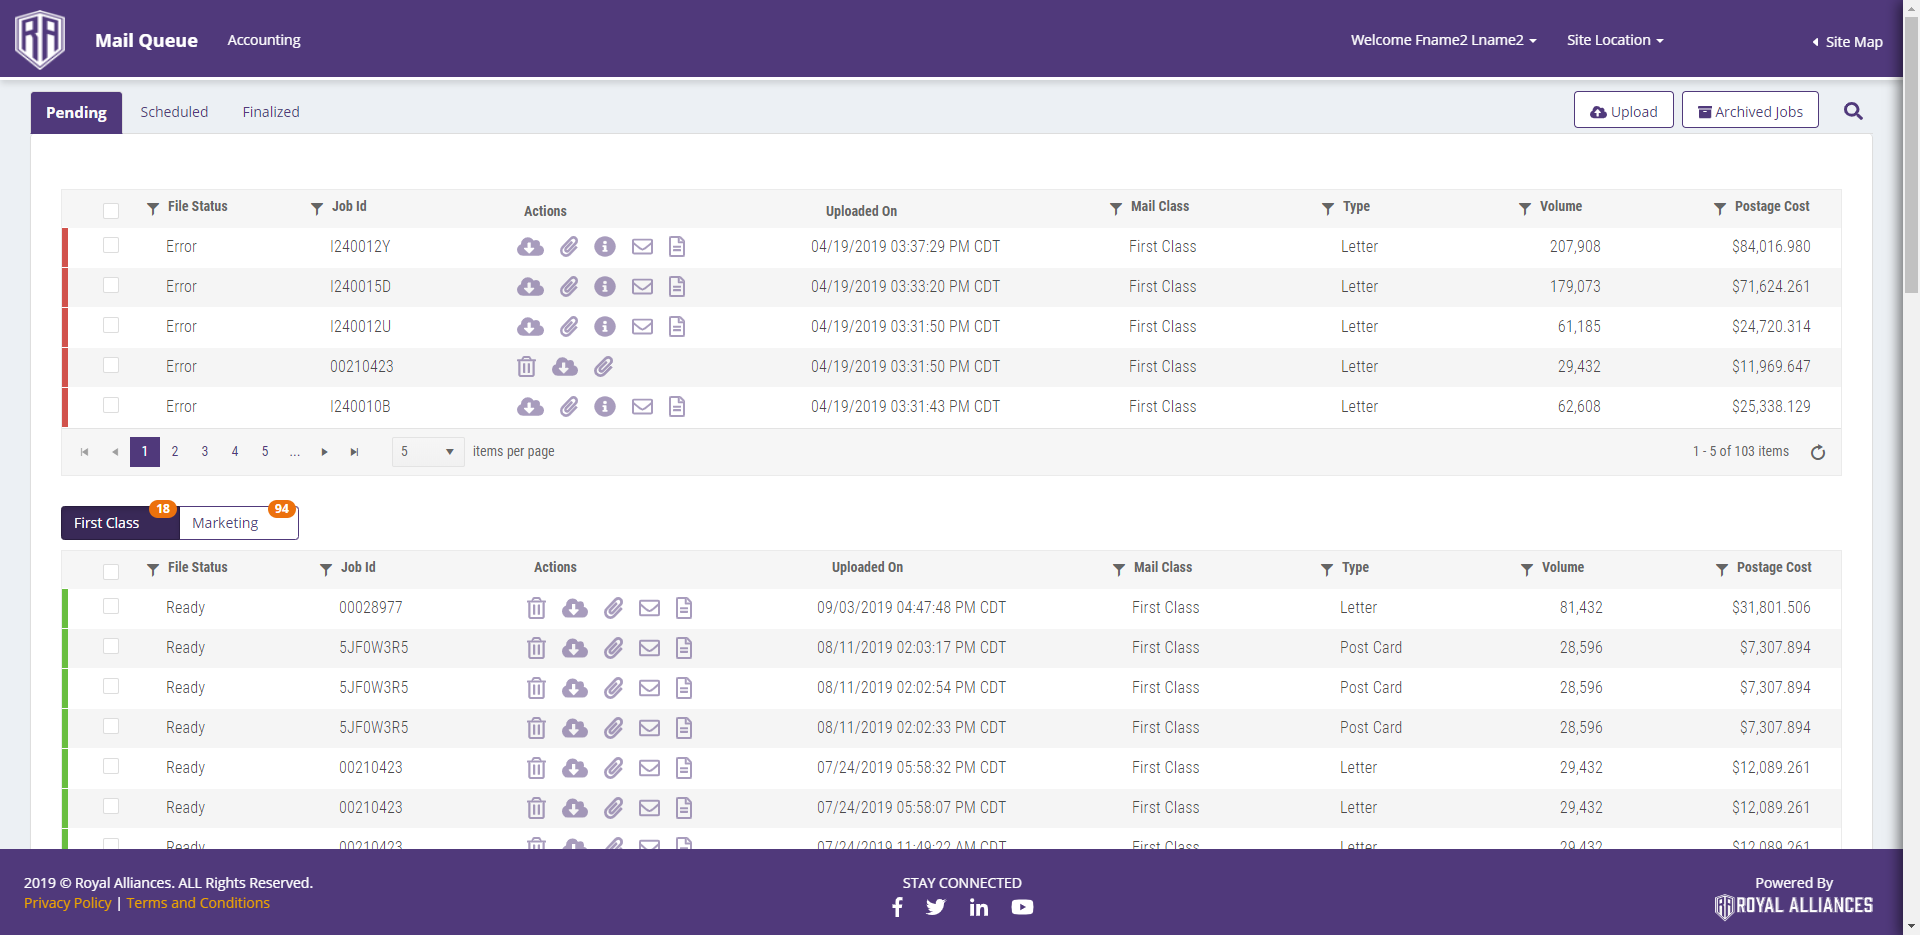 RA Mail Queue Accounting Welcome Fname2 Lname2 Site Location Site Map
Pending Scheduled Finalized Upload Archived Jobs
File Status Job Id Actions Uploaded On Mail Class Type Volume Postage Cost
Error I240012Y 04/19/2019 03:37:29 PM CDT First Class Letter 207,908 $84,016.980
Error I240015D 04/19/2019 03:33:20 PM CDT First Class Letter 179,073 $71,624.261
Error I240012U 04/19/2019 03:31:50 PM CDT First Class Letter 61,185 $24,720.314
Error 00210423 04/19/2019 03:31:50 PM CDT First Class Letter 29,432 $11,969.647
Error I240010B 04/19/2019 03:31:43 PM CDT First Class Letter 62,608 $25,338.129
1 2 3 4 5 ... 5 items per page 1 - 5 of 103 items
First Class 18 Marketing 94
File Status Job Id Actions Uploaded On Mail Class Type Volume Postage Cost
Ready 00028977 09/03/2019 04:47:48 PM CDT First Class Letter 81,432 $31,801.506
Ready 5JF0W3R5 08/11/2019 02:03:17 PM CDT First Class Post Card 28,596 $7,307.894
Ready 5JF0W3R5 08/11/2019 02:02:54 PM CDT First Class Post Card 28,596 $7,307.894
Ready 5JF0W3R5 08/11/2019 02:02:33 PM CDT First Class Post Card 28,596 $7,307.894
Ready 00210423 07/24/2019 05:58:32 PM CDT First Class Letter 29,432 $12,089.261
Ready 00210423 07/24/2019 05:58:07 PM CDT First Class Letter 29,432 $12,089.261
Ready 00210423 07/24/2019 11:49:22 AM CDT First Class Letter 29,432 $12,089.261
2019 © Royal Alliances. ALL Rights Reserved. STAY CONNECTED Powered By
Privacy Policy | Terms and Conditions RA ROYAL ALLIANCES